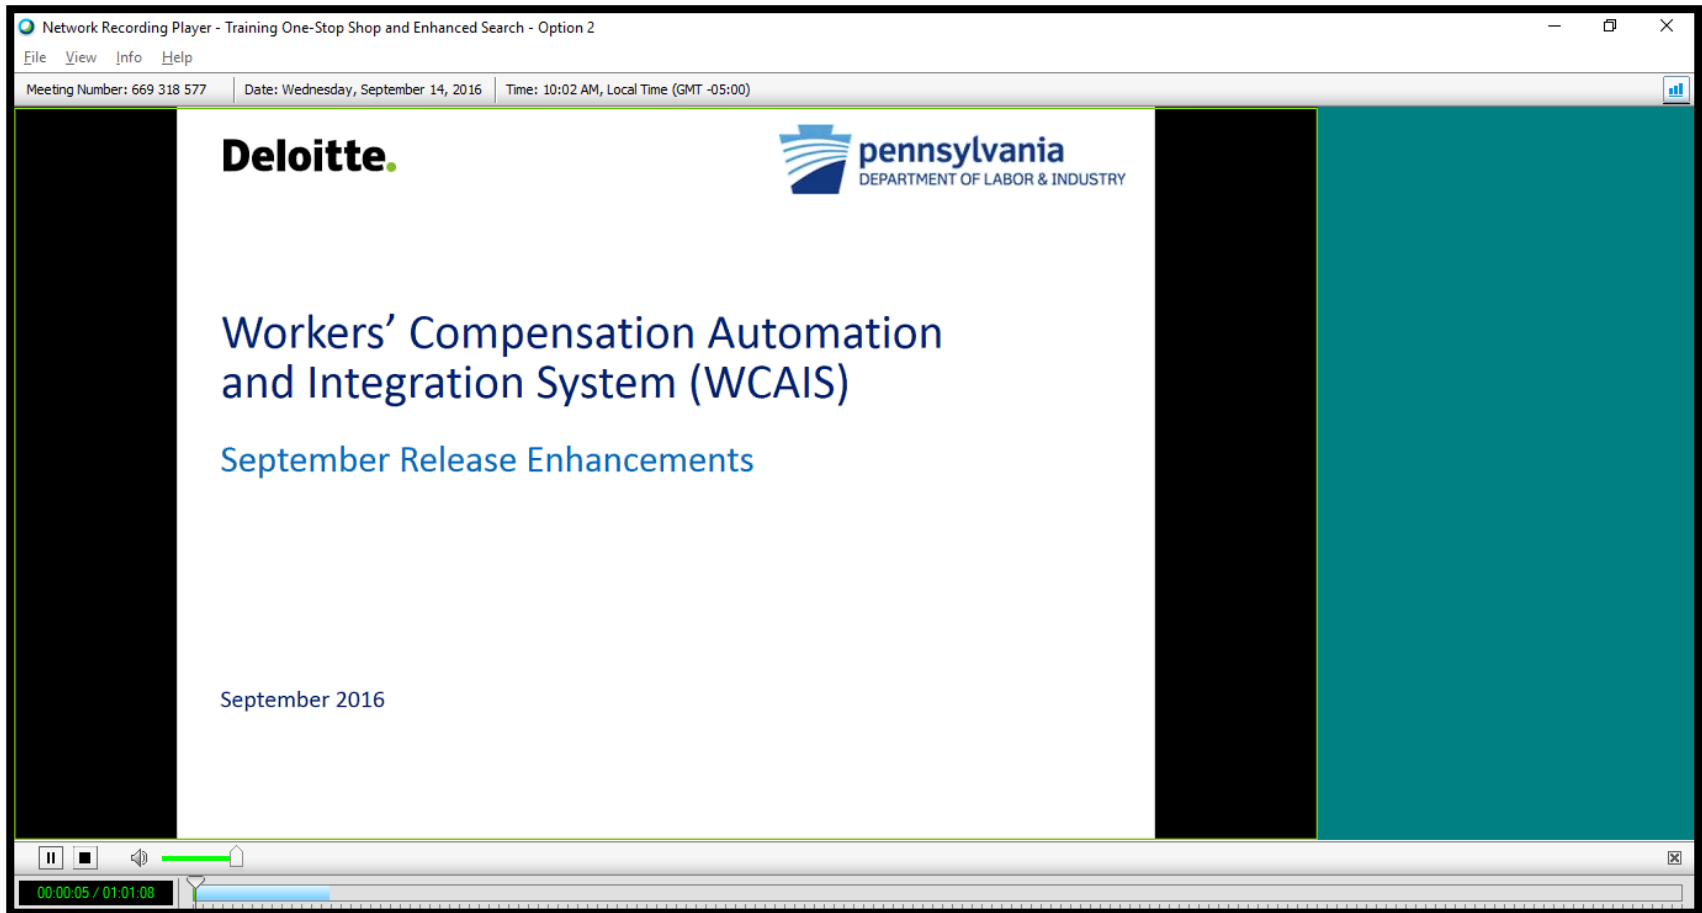 Network Recording Player - Training One-Stop Shop and Enhanced Search - Option 2
File View Info Help
Meeting Number: 669 318 577 Date: Wednesday, September 14, 2016 Time: 10:02 AM, Local Time (GMT -05:00)
Deloitte.
pennsylvania
DEPARTMENT OF LABOR & INDUSTRY
Workers’ Compensation Automation
and Integration System (WCAIS)
September Release Enhancements
September 2016
00:00:05 / 01:01:08